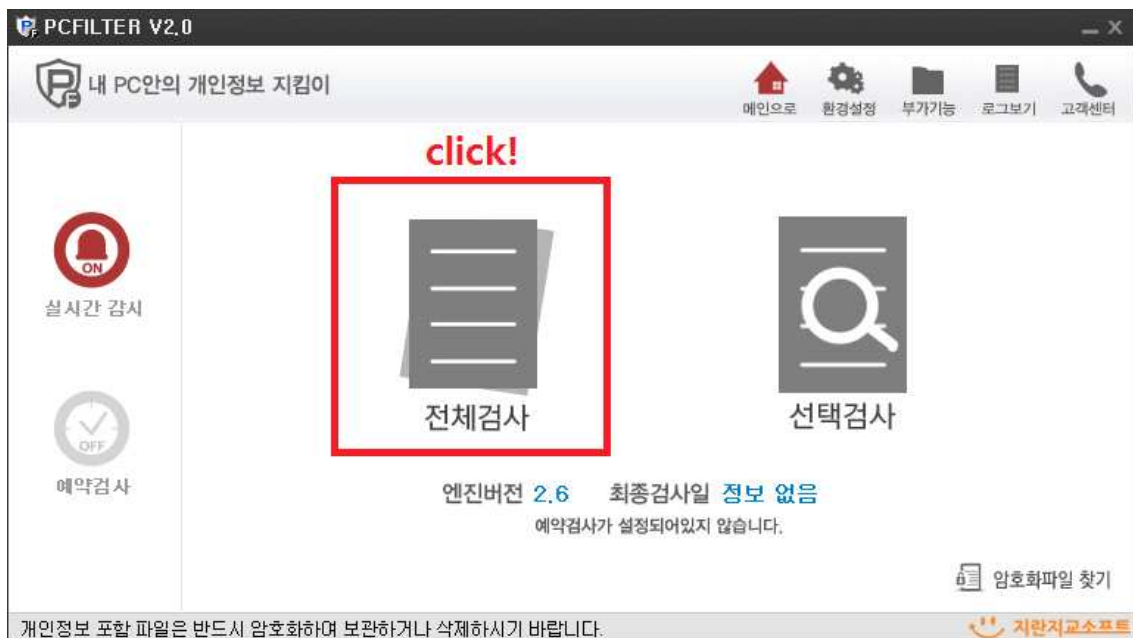 PCFILTER V2.0
내 PC안의 개인정보 지킴이
메인으로 환경설정 부가기능 로그보기 고객센터
click!
ON
실시간 감시
전체검사
선택검사
OFF
예약검사
엔진버전 2.6 최종검사일 정보 없음
예약검사가 설정되어있지 않습니다.
암호화파일 찾기
개인정보 포함 파일은 반드시 암호화하여 보관하거나 삭제하시기 바랍니다.
지란지교소프트